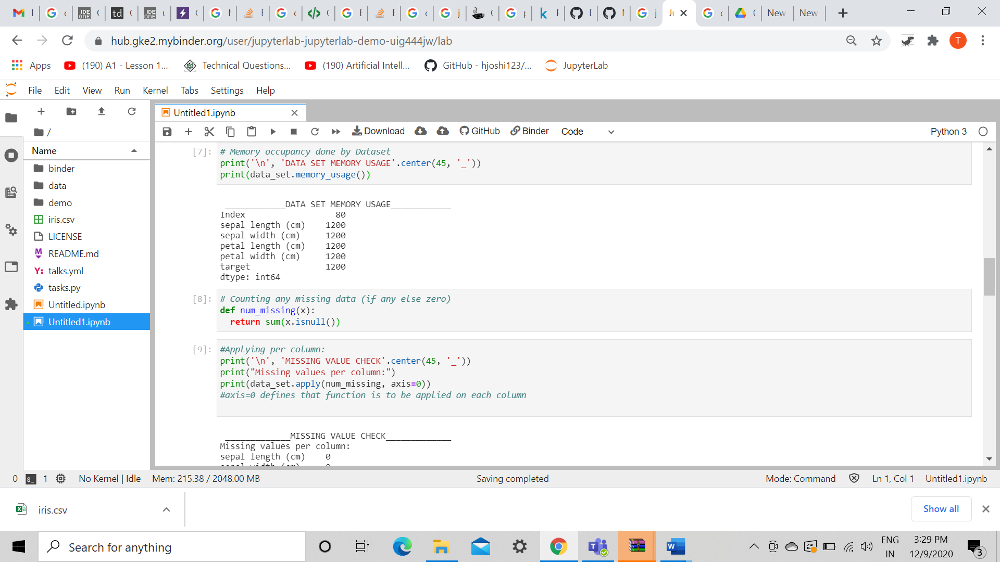 New
New
hub.gke2.mybinder.org/user/jupyterlab-jupyterlab-demo-uig444jw/lab
T
Apps
(190) A1 - Lesson 1...
Technical Questions...
(190) Artificial Intell...
GitHub - hjoshi123/...
JupyterLab
File Edit View Run Kernel Tabs Settings Help
Untitled1.ipynb
/
Download GitHub Binder Code Python 3
Name
binder
data
demo
iris.csv
LICENSE
README.md
talks.yml
tasks.py
Untitled.ipynb
Untitled1.ipynb
[7]: # Memory occupancy done by Dataset
print('\n', 'DATA SET MEMORY USAGE'.center(45, '_'))
print(data_set.memory_usage())
____________DATA SET MEMORY USAGE____________
Index 80
sepal length (cm) 1200
sepal width (cm) 1200
petal length (cm) 1200
petal width (cm) 1200
target 1200
dtype: int64
[8]: # Counting any missing data (if any else zero)
def num_missing(x):
return sum(x.isnull())
[9]: #Applying per column:
print('\n', 'MISSING VALUE CHECK'.center(45, '_'))
print("Missing values per column:")
print(data_set.apply(num_missing, axis=0))
#axis=0 defines that function is to be applied on each column
_____________MISSING VALUE CHECK_____________
Missing values per column:
sepal length (cm) 0
0 $_ 1 No Kernel | Idle Mem: 215.38 / 2048.00 MB Saving completed Mode: Command Ln 1, Col 1 Untitled1.ipynb
iris.csv
Show all
Search for anything
ENG
IN
3:29 PM
12/9/2020
3